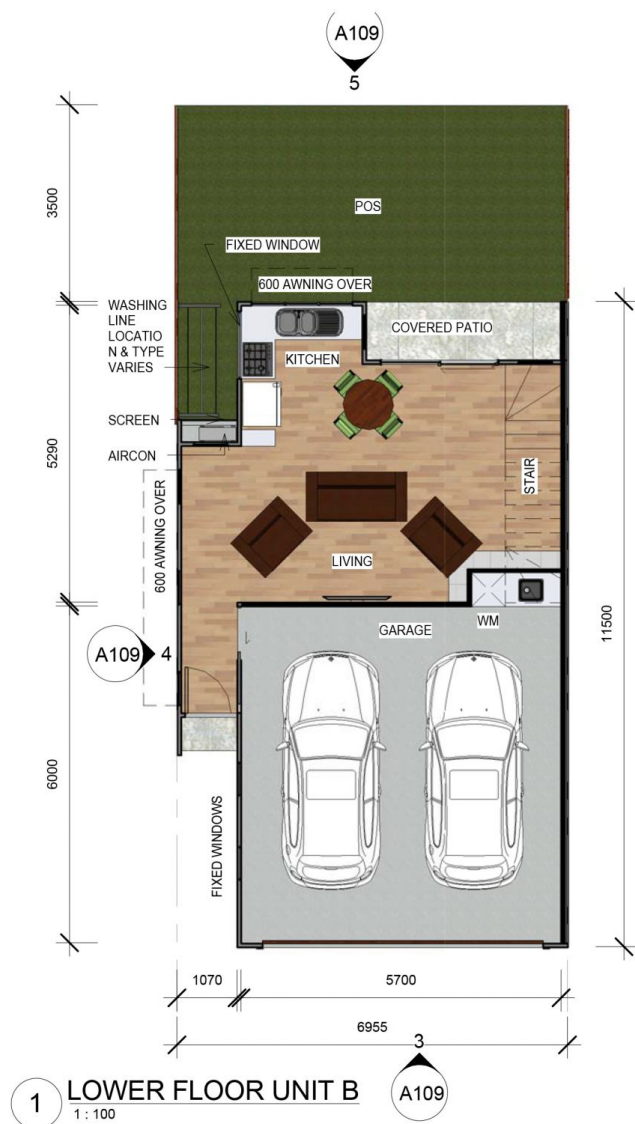 A109
5
3500
POS
FIXED WINDOW
600 AWNING OVER
WASHING
LINE
LOCATIO
N & TYPE
VARIES
COVERED PATIO
KITCHEN
SCREEN
AIRCON
5290
STAIR
600 AWNING OVER
LIVING
WM
GARAGE
11500
A109
4
6000
FIXED WINDOWS
1070
5700
6955
3
A109
1
LOWER FLOOR UNIT B
1 : 100